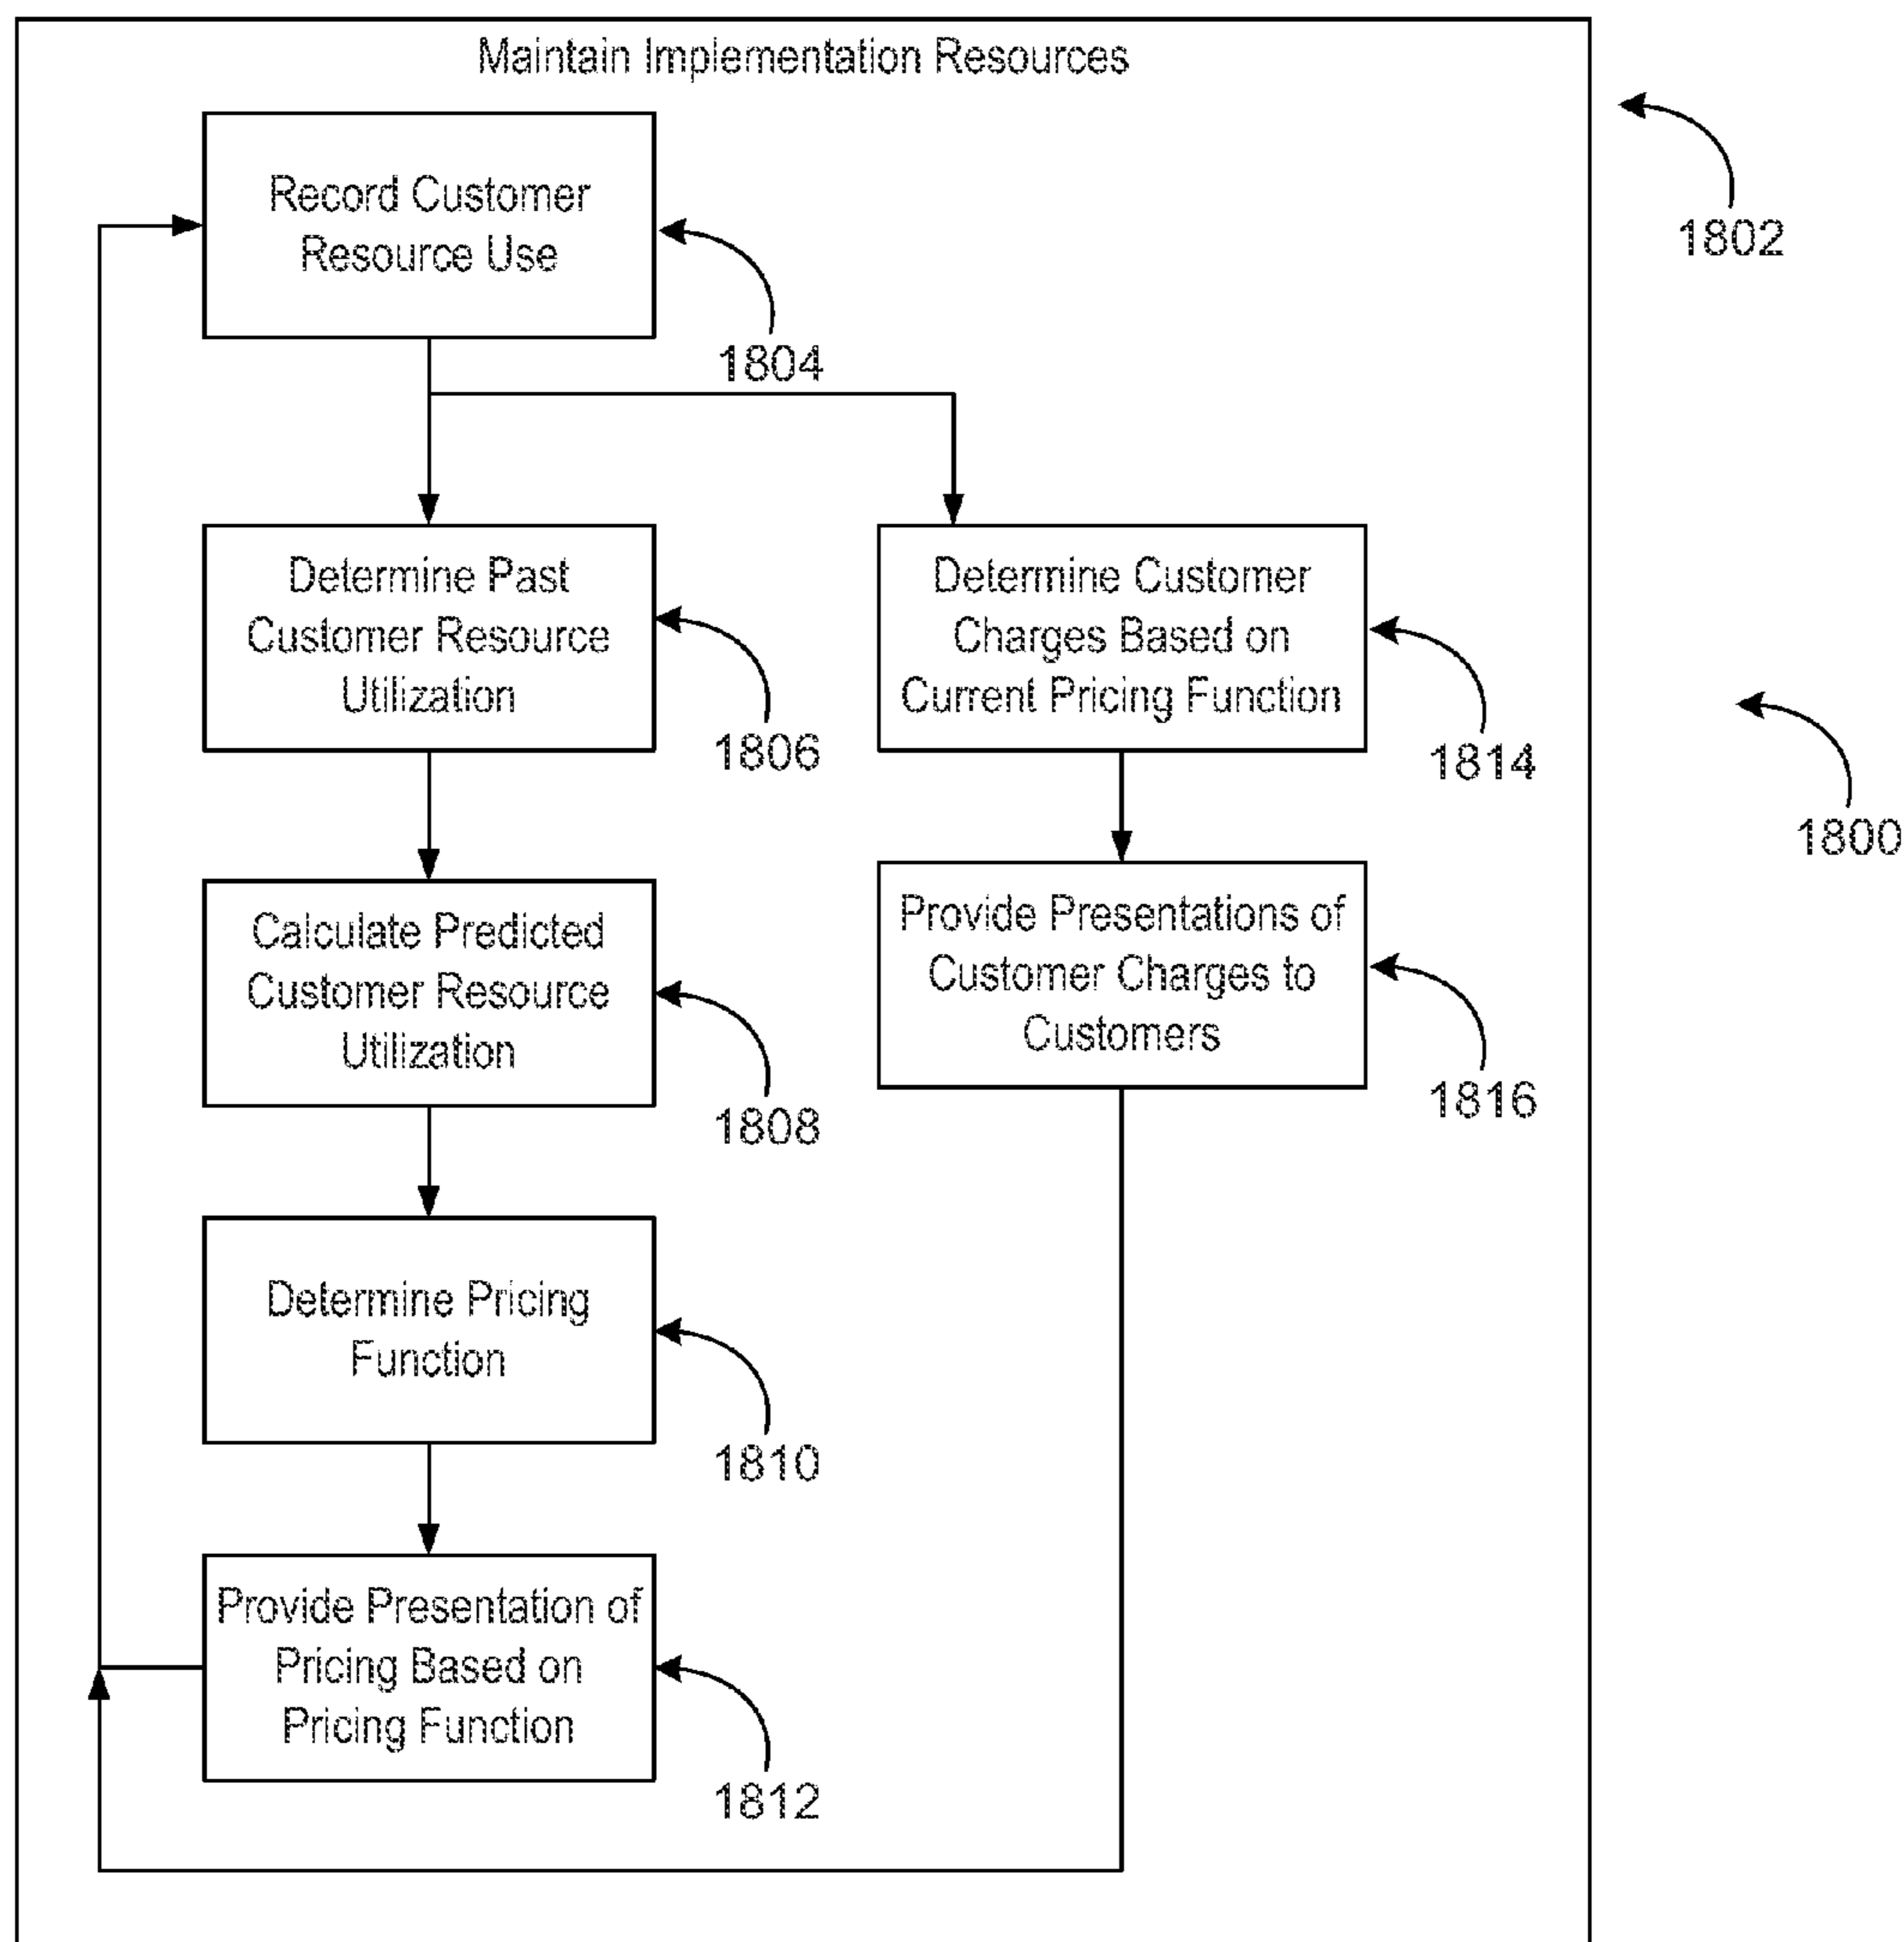 Maintain Implementation Resources
1802
Record Customer
Resource Use
1804
Determine Past
Customer Resource
Utilization
1806
Determine Customer
Charges Based on
Current Pricing Function
1814
1800
Calculate Predicted
Customer Resource
Utilization
1808
Provide Presentations of
Customer Charges to
Customers
1816
Determine Pricing
Function
1810
Provide Presentation of
Pricing Based on
Pricing Function
1812